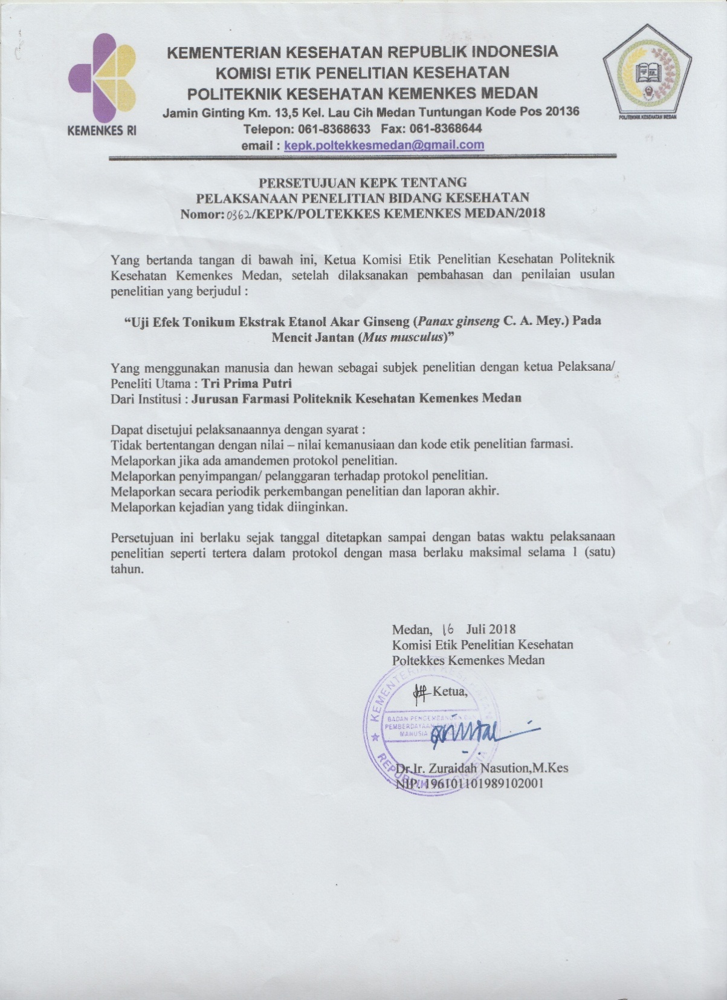 KEMENTERIAN KESEHATAN REPUBLIK INDONESIA
KOMISI ETIK PENELITIAN KESEHATAN
POLITEKNIK KESEHATAN KEMENKES MEDAN
Jamin Ginting Km. 13,5 Kel. Lau Cih Medan Tuntungan Kode Pos 20136
Telepon: 061-8368633 Fax: 061-8368644
email : kepk.poltekkesmedan@gmail.com
KEMENKES RI
POLITEKNIK KESEHATAN MEDAN
PERSETUJUAN KEPK TENTANG
PELAKSANAAN PENELITIAN BIDANG KESEHATAN
Nomor: 0362/KEPK/POLTEKKES KEMENKES MEDAN/2018
Yang bertanda tangan di bawah ini, Ketua Komisi Etik Penelitian Kesehatan Politeknik
Kesehatan Kemenkes Medan, setelah dilaksanakan pembahasan dan penilaian usulan
penelitian yang berjudul :
“Uji Efek Tonikum Ekstrak Etanol Akar Ginseng (Panax ginseng C. A. Mey.) Pada
Mencit Jantan (Mus musculus)”
Yang menggunakan manusia dan hewan sebagai subjek penelitian dengan ketua Pelaksana/
Peneliti Utama : Tri Prima Putri
Dari Institusi : Jurusan Farmasi Politeknik Kesehatan Kemenkes Medan
Dapat disetujui pelaksanaannya dengan syarat :
Tidak bertentangan dengan nilai – nilai kemanusiaan dan kode etik penelitian farmasi.
Melaporkan jika ada amandemen protokol penelitian.
Melaporkan penyimpangan/ pelanggaran terhadap protokol penelitian.
Melaporkan secara periodik perkembangan penelitian dan laporan akhir.
Melaporkan kejadian yang tidak diinginkan.
Persetujuan ini berlaku sejak tanggal ditetapkan sampai dengan batas waktu pelaksanaan
penelitian seperti tertera dalam protokol dengan masa berlaku maksimal selama 1 (satu)
tahun.
Medan, 16 Juli 2018
Komisi Etik Penelitian Kesehatan
Poltekkes Kemenkes Medan
Ketua,
KEMENTERIAN KESEHATAN
BADAN PENGEMBANGAN DAN
PEMBERDAYAAN
MANUSIA
REPUBLIK INDONESIA
Dr.Ir. Zuraidah Nasution,M.Kes
NIP. 196101101989102001